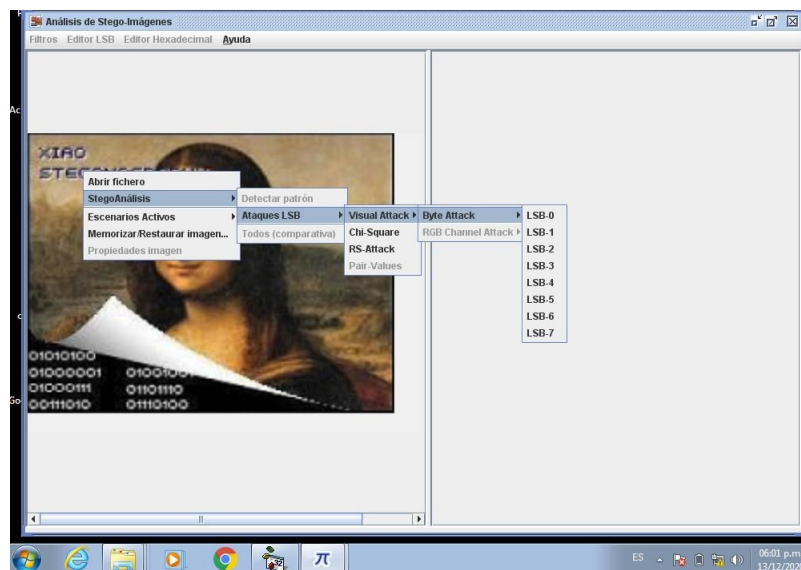 Análisis de Stego-Imágenes
Filtros Editor LSB Editor Hexadecimal Ayuda
XIAO
Abrir fichero
StegoAnálisis
Escenarios Activos
Memorizar/Restaurar imagen...
Propiedades imagen
Detectar patrón
Ataques LSB
Todos (comparativa)
Visual Attack
Chi-Square
RS-Attack
Pair-Values
Byte Attack
RGB Channel Attack
LSB-0
LSB-1
LSB-2
LSB-3
LSB-4
LSB-5
LSB-6
LSB-7
01010100
01000001
01000111 01101110
00111010 01110100
Ac
Go
ES 06:01 p.m.